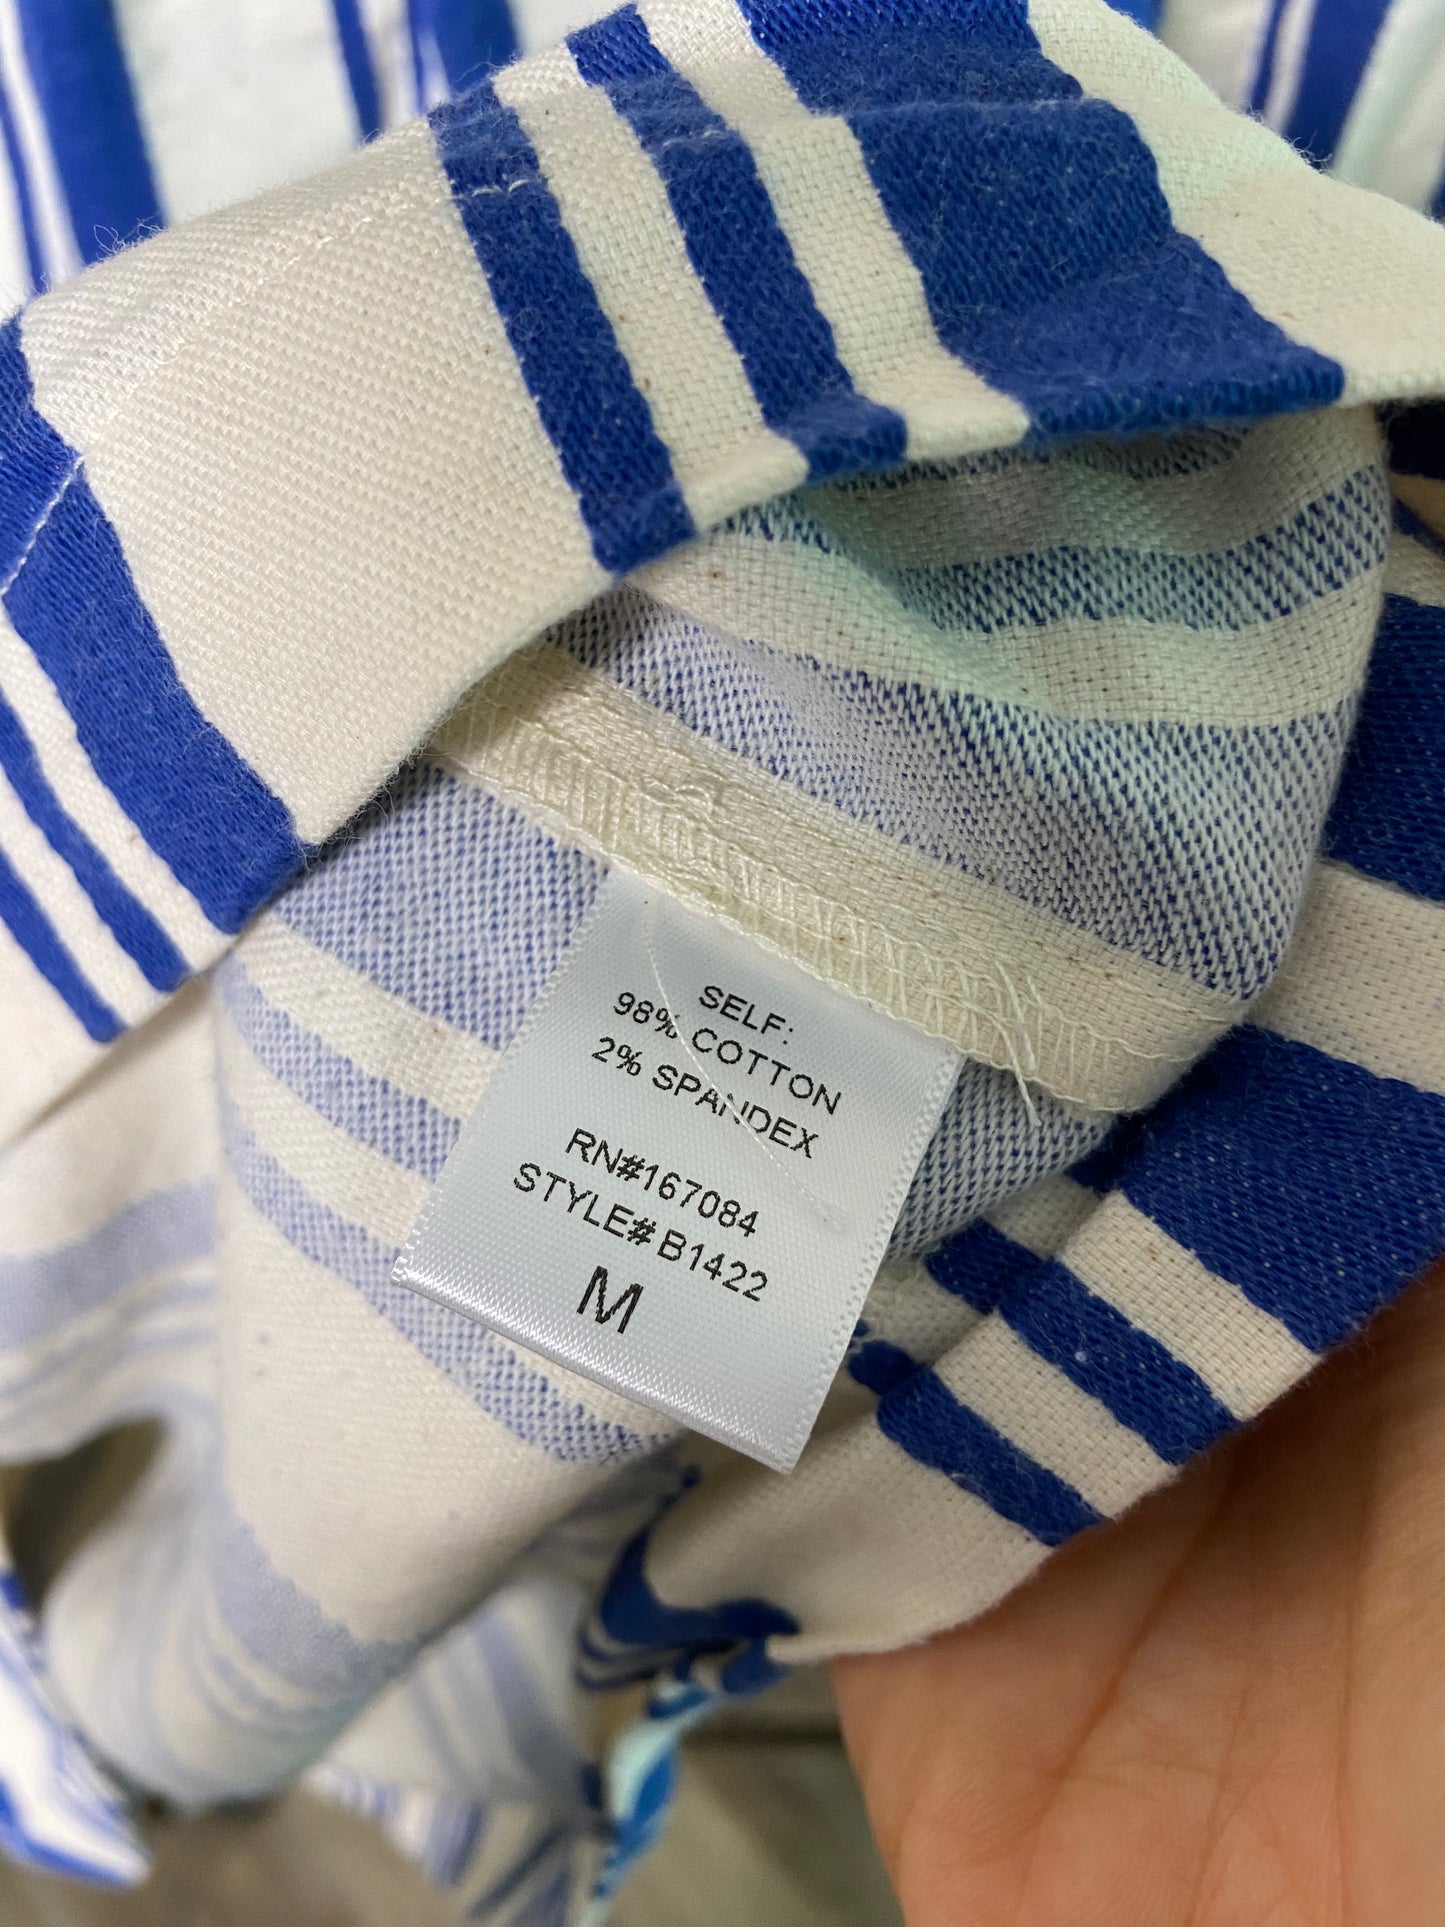 SELF:
98% COTTON
2% SPANDEX
RN#167084
STYLE# B1422
M